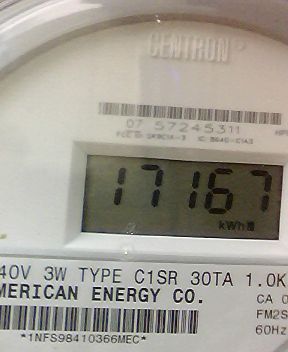 CENTRON
07 57245311
17167
kWh
40V 3W TYPE C1SR 30TA 1.0K
MERICAN ENERGY CO.
CA 0
FM2S
60Hz
*1NFS98410366MEC*